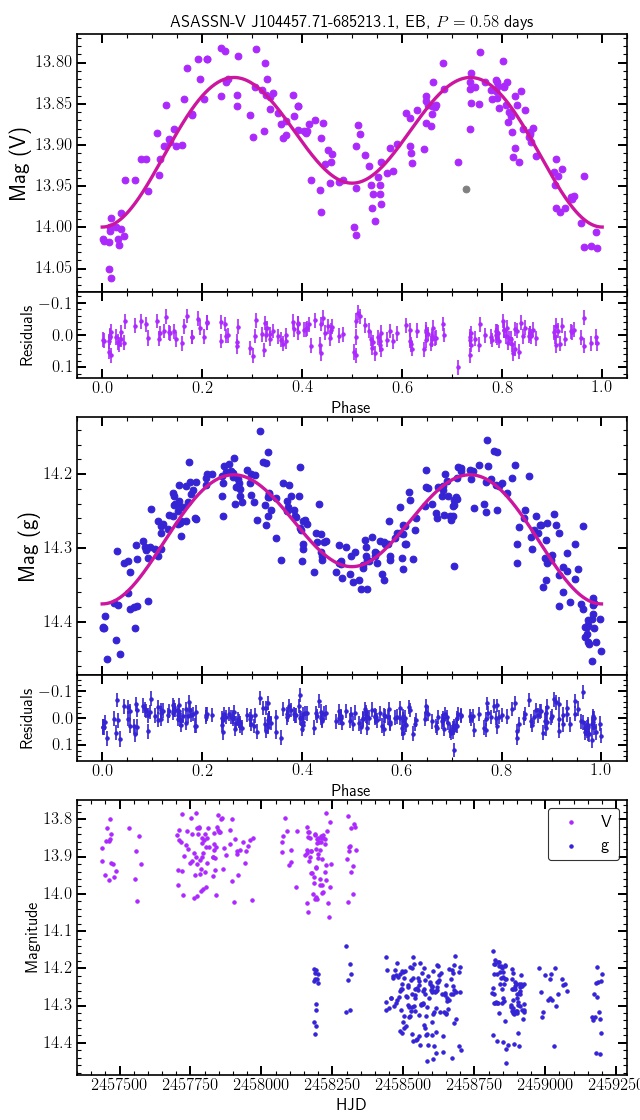 ASASSN-V J104457.71-685213.1, EB, P = 0.58 days
13.80
13.85
13.90
13.95
14.00
14.05
Mag (V)
−0.1
0.0
0.1
Residuals
0.0 0.2 0.4 0.6 0.8 1.0
Phase
14.2
14.3
14.4
Mag (g)
−0.1
0.0
0.1
Residuals
0.0 0.2 0.4 0.6 0.8 1.0
Phase
13.8
13.9
14.0
14.1
14.2
14.3
14.4
Magnitude
V
g
2457500 2457750 2458000 2458250 2458500 2458750 2459000 2459250
HJD